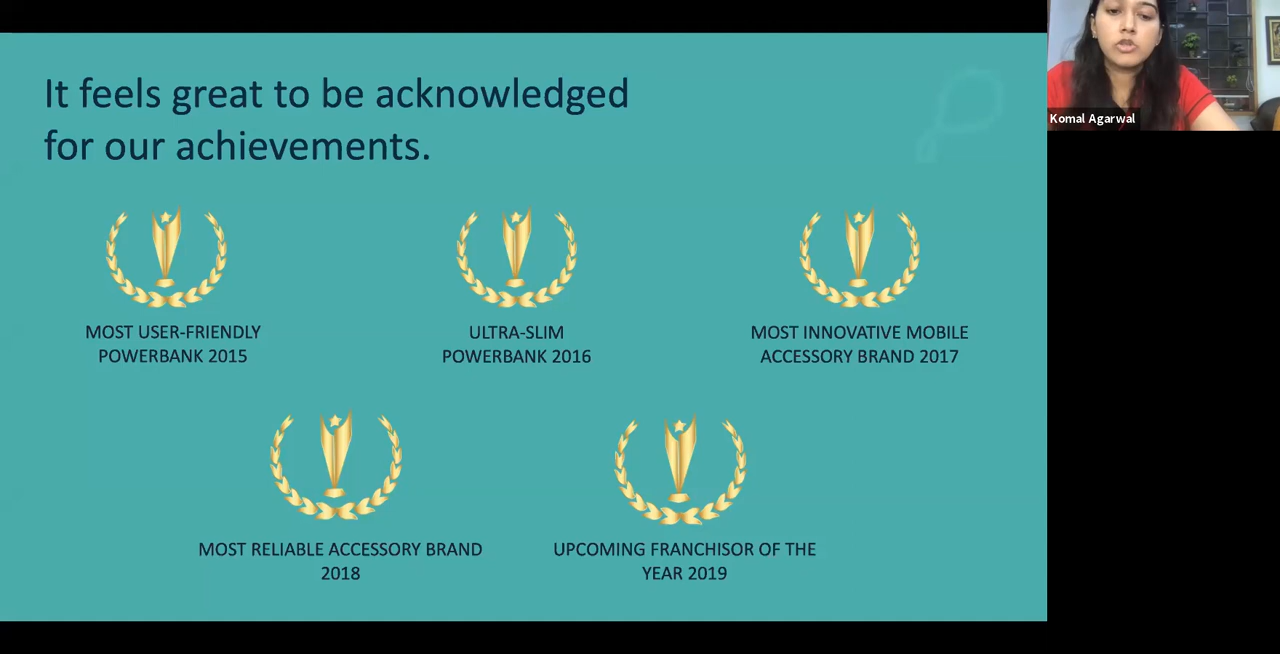 It feels great to be acknowledged
for our achievements.
Komal Agarwal
MOST USER-FRIENDLY
POWERBANK 2015
ULTRA-SLIM
POWERBANK 2016
MOST INNOVATIVE MOBILE
ACCESSORY BRAND 2017
MOST RELIABLE ACCESSORY BRAND
2018
UPCOMING FRANCHISOR OF THE
YEAR 2019